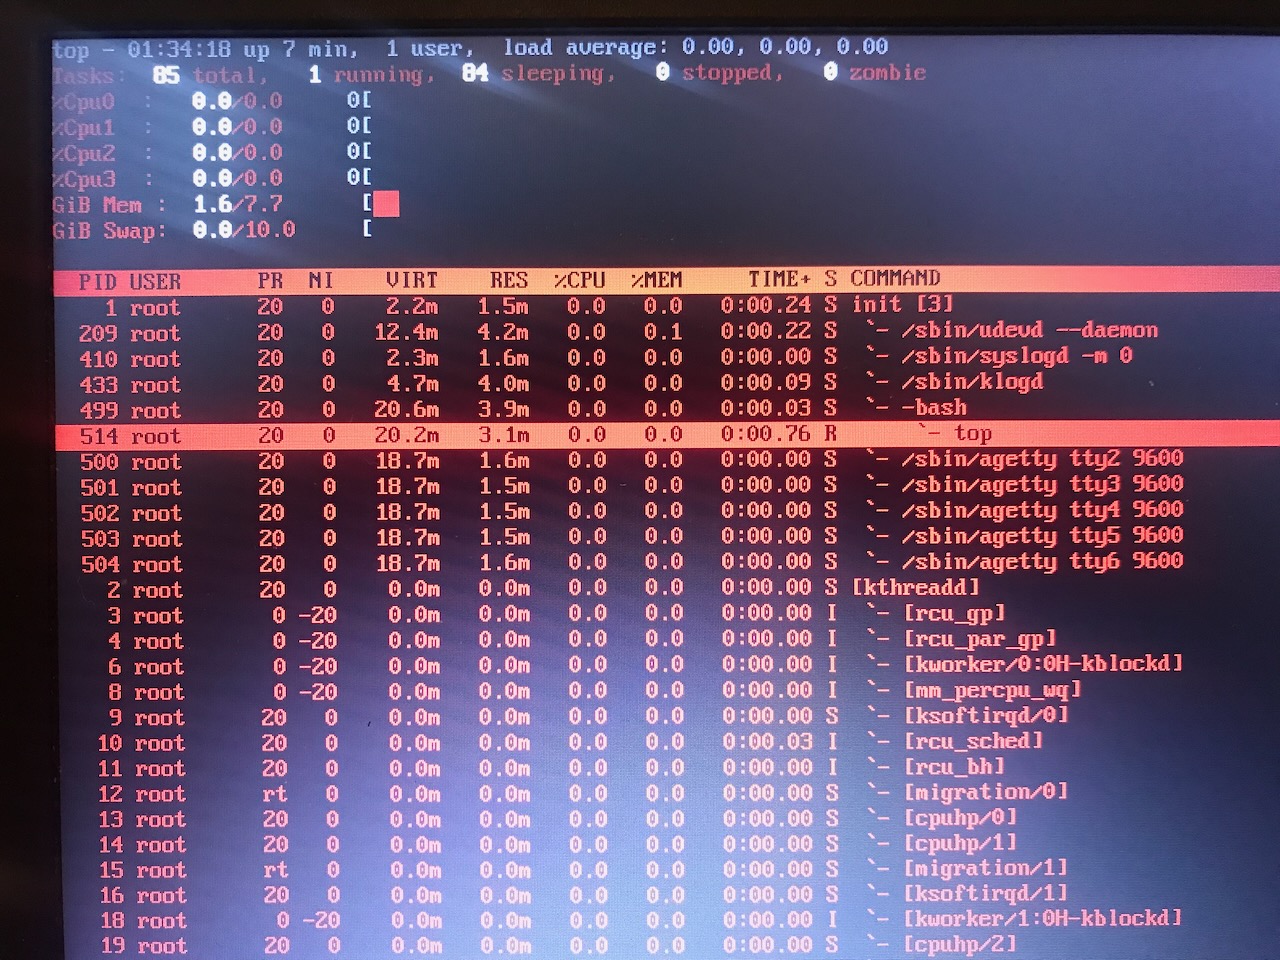 top - 01:34:18 up 7 min,  1 user,  load average: 0.00, 0.00, 0.00
Tasks:  85 total,   1 running,  84 sleeping,   0 stopped,   0 zombie
%Cpu0  :   0.0/0.0     0[
%Cpu1  :   0.0/0.0     0[
%Cpu2  :   0.0/0.0     0[
%Cpu3  :   0.0/0.0     0[
GiB Mem :  1.6/7.7      [
GiB Swap:  0.0/10.0     [
PID USER      PR  NI    VIRT    RES  %CPU  %MEM     TIME+ S COMMAND
1 root      20   0    2.2m   1.5m   0.0   0.0   0:00.24 S init [3]
209 root      20   0   12.4m   4.2m   0.0   0.1   0:00.22 S  `- /sbin/udevd --daemon
410 root      20   0    2.3m   1.6m   0.0   0.0   0:00.00 S  `- /sbin/syslogd -m 0
433 root      20   0    4.7m   4.0m   0.0   0.0   0:00.09 S  `- /sbin/klogd
499 root      20   0   20.6m   3.9m   0.0   0.0   0:00.03 S  `- -bash
514 root      20   0   20.2m   3.1m   0.0   0.0   0:00.76 R      `- top
500 root      20   0   18.7m   1.6m   0.0   0.0   0:00.00 S  `- /sbin/agetty tty2 9600
501 root      20   0   18.7m   1.5m   0.0   0.0   0:00.00 S  `- /sbin/agetty tty3 9600
502 root      20   0   18.7m   1.5m   0.0   0.0   0:00.00 S  `- /sbin/agetty tty4 9600
503 root      20   0   18.7m   1.5m   0.0   0.0   0:00.00 S  `- /sbin/agetty tty5 9600
504 root      20   0   18.7m   1.6m   0.0   0.0   0:00.00 S  `- /sbin/agetty tty6 9600
2 root      20   0    0.0m   0.0m   0.0   0.0   0:00.00 S [kthreadd]
3 root       0 -20    0.0m   0.0m   0.0   0.0   0:00.00 I  `- [rcu_gp]
4 root       0 -20    0.0m   0.0m   0.0   0.0   0:00.00 I  `- [rcu_par_gp]
6 root       0 -20    0.0m   0.0m   0.0   0.0   0:00.00 I  `- [kworker/0:0H-kblockd]
8 root       0 -20    0.0m   0.0m   0.0   0.0   0:00.00 I  `- [mm_percpu_wq]
9 root      20   0    0.0m   0.0m   0.0   0.0   0:00.00 S  `- [ksoftirqd/0]
10 root      20   0    0.0m   0.0m   0.0   0.0   0:00.03 I  `- [rcu_sched]
11 root      20   0    0.0m   0.0m   0.0   0.0   0:00.00 I  `- [rcu_bh]
12 root      rt   0    0.0m   0.0m   0.0   0.0   0:00.00 S  `- [migration/0]
13 root      20   0    0.0m   0.0m   0.0   0.0   0:00.00 S  `- [cpuhp/0]
14 root      20   0    0.0m   0.0m   0.0   0.0   0:00.00 S  `- [cpuhp/1]
15 root      rt   0    0.0m   0.0m   0.0   0.0   0:00.00 S  `- [migration/1]
16 root      20   0    0.0m   0.0m   0.0   0.0   0:00.00 S  `- [ksoftirqd/1]
18 root       0 -20    0.0m   0.0m   0.0   0.0   0:00.00 I  `- [kworker/1:0H-kblockd]
19 root      20   0    0.0m   0.0m   0.0   0.0   0:00.00 S  `- [cpuhp/2]